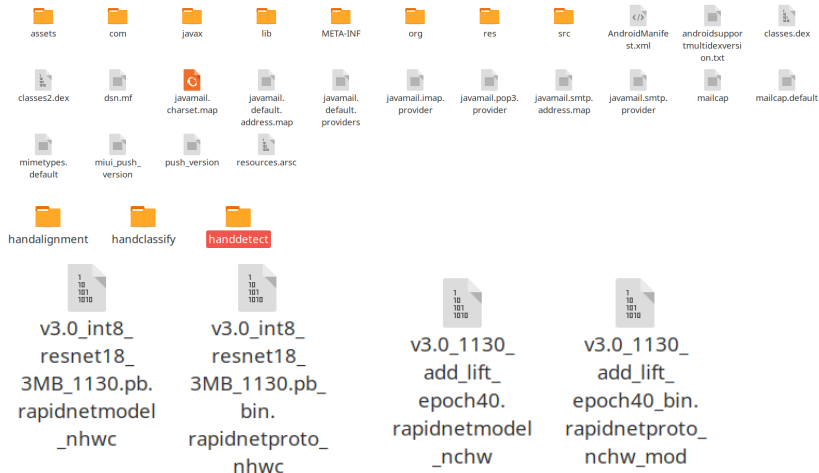 assets com javax lib META-INF org res src AndroidManife androidsuppor classes.dex
st.xml tmultidexversi
on.txt
classes2.dex dsn.mf javamail. javamail. javamail. javamail.imap. javamail.pop3. javamail.smtp. javamail.smtp. mailcap mailcap.default
charset.map default. default. provider provider address.map provider
address.map providers
mimetypes. miui_push_ push_version resources.arsc
default version
handalignment handclassify handdetect
v3.0_int8_ v3.0_int8_ v3.0_1130_ v3.0_1130_
resnet18_ resnet18_ add_lift_ add_lift_
3MB_1130.pb. 3MB_1130.pb_ epoch40. epoch40_bin.
rapidnetmodel bin. rapidnetmodel rapidnetproto_
_nhwc rapidnetproto_ _nchw nchw_mod
nhwc